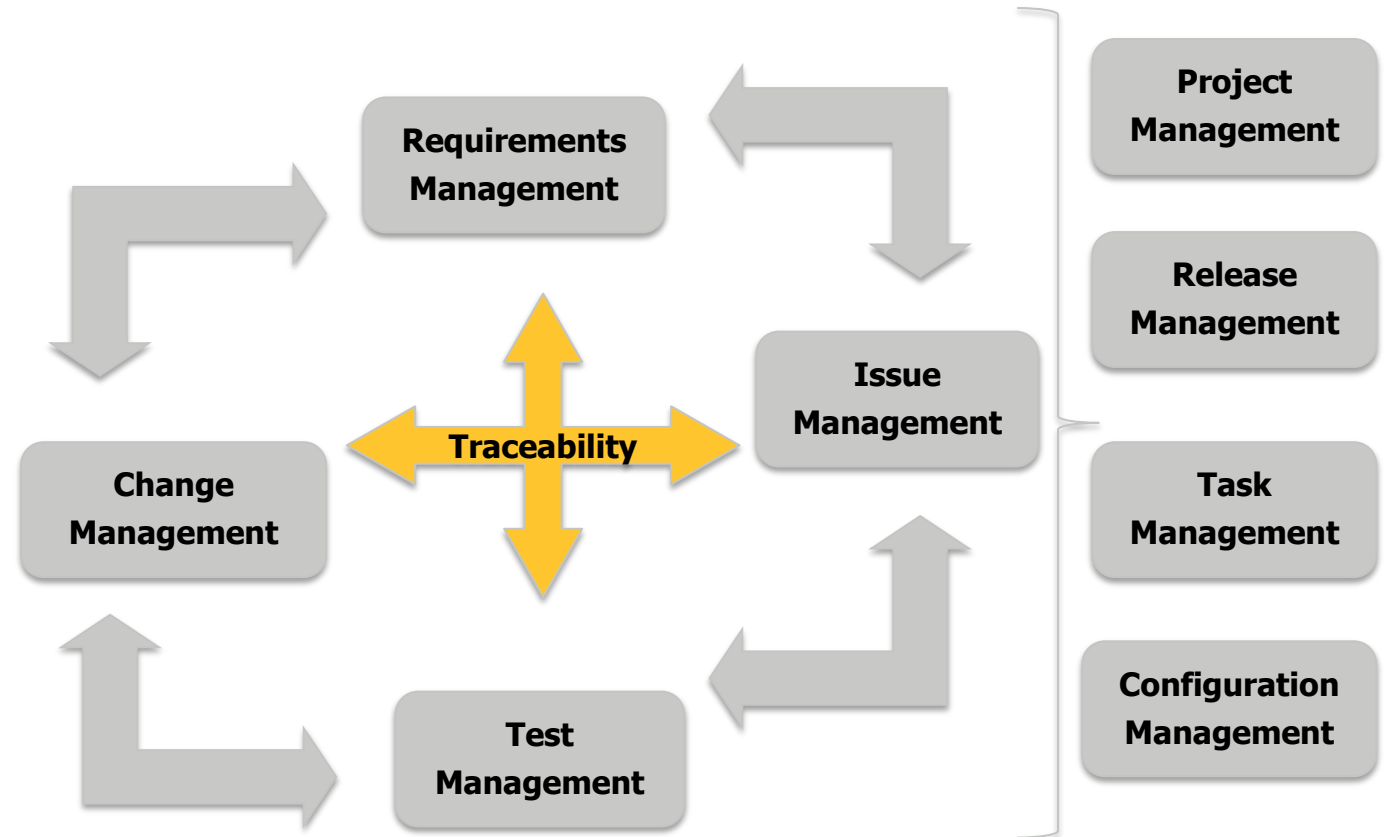 Requirements
Management
Issue
Management
Traceability
Change
Management
Test
Management
Project
Management
Release
Management
Task
Management
Configuration
Management